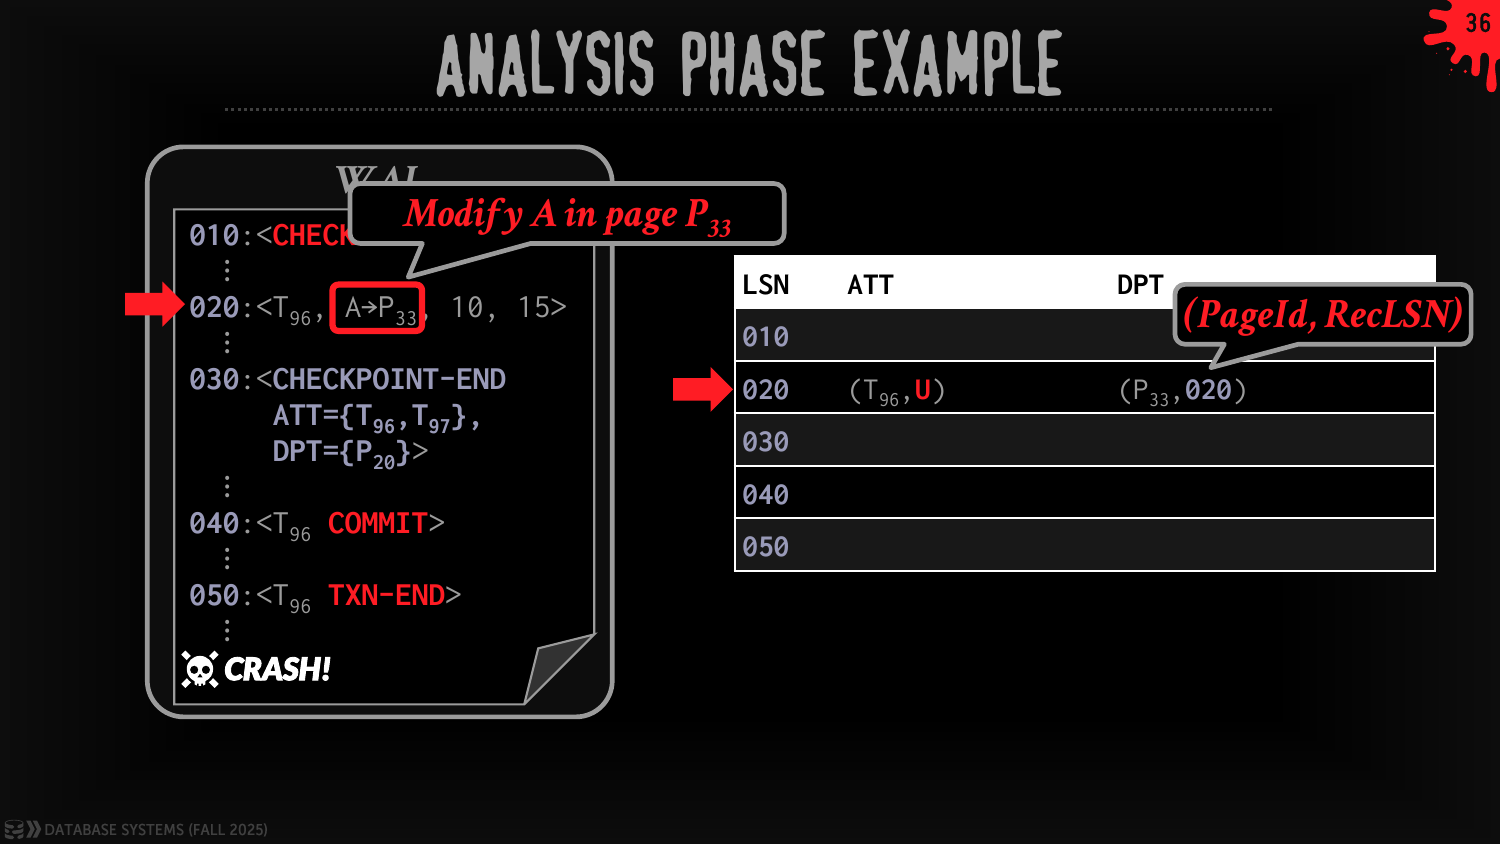 36
ANALYSIS PHASE EXAMPLE
WAL
Modify A in page P33
010:<CHECK
⋮
020:<T96, A→P33, 10, 15>
⋮
030:<CHECKPOINT-END
ATT={T96,T97},
DPT={P20}>
⋮
040:<T96 COMMIT>
⋮
050:<T96 TXN-END>
⋮
CRASH!
LSN ATT DPT
(PageId, RecLSN)
010
020 (T96,U) (P33,020)
030
040
050
DATABASE SYSTEMS (FALL 2025)